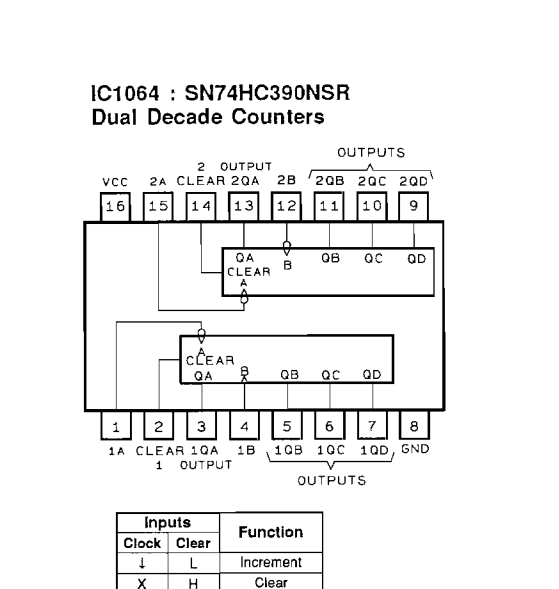 IC1064 : SN74HC390NSR
Dual Decade Counters
OUTPUTS
2 OUTPUT
VCC 2A CLEAR 2QA 2B 2QB 2QC 2QD
16 15 14 13 12 11 10 9
QA B QB QC QD
CLEAR
A
A
CLEAR
QA B QB QC QD
1 2 3 4 5 6 7 8
1A CLEAR 1QA 1B 1QB 1QC 1QD GND
1 OUTPUT
OUTPUTS
Inputs Function
Clock Clear
↓ L Increment
X H Clear